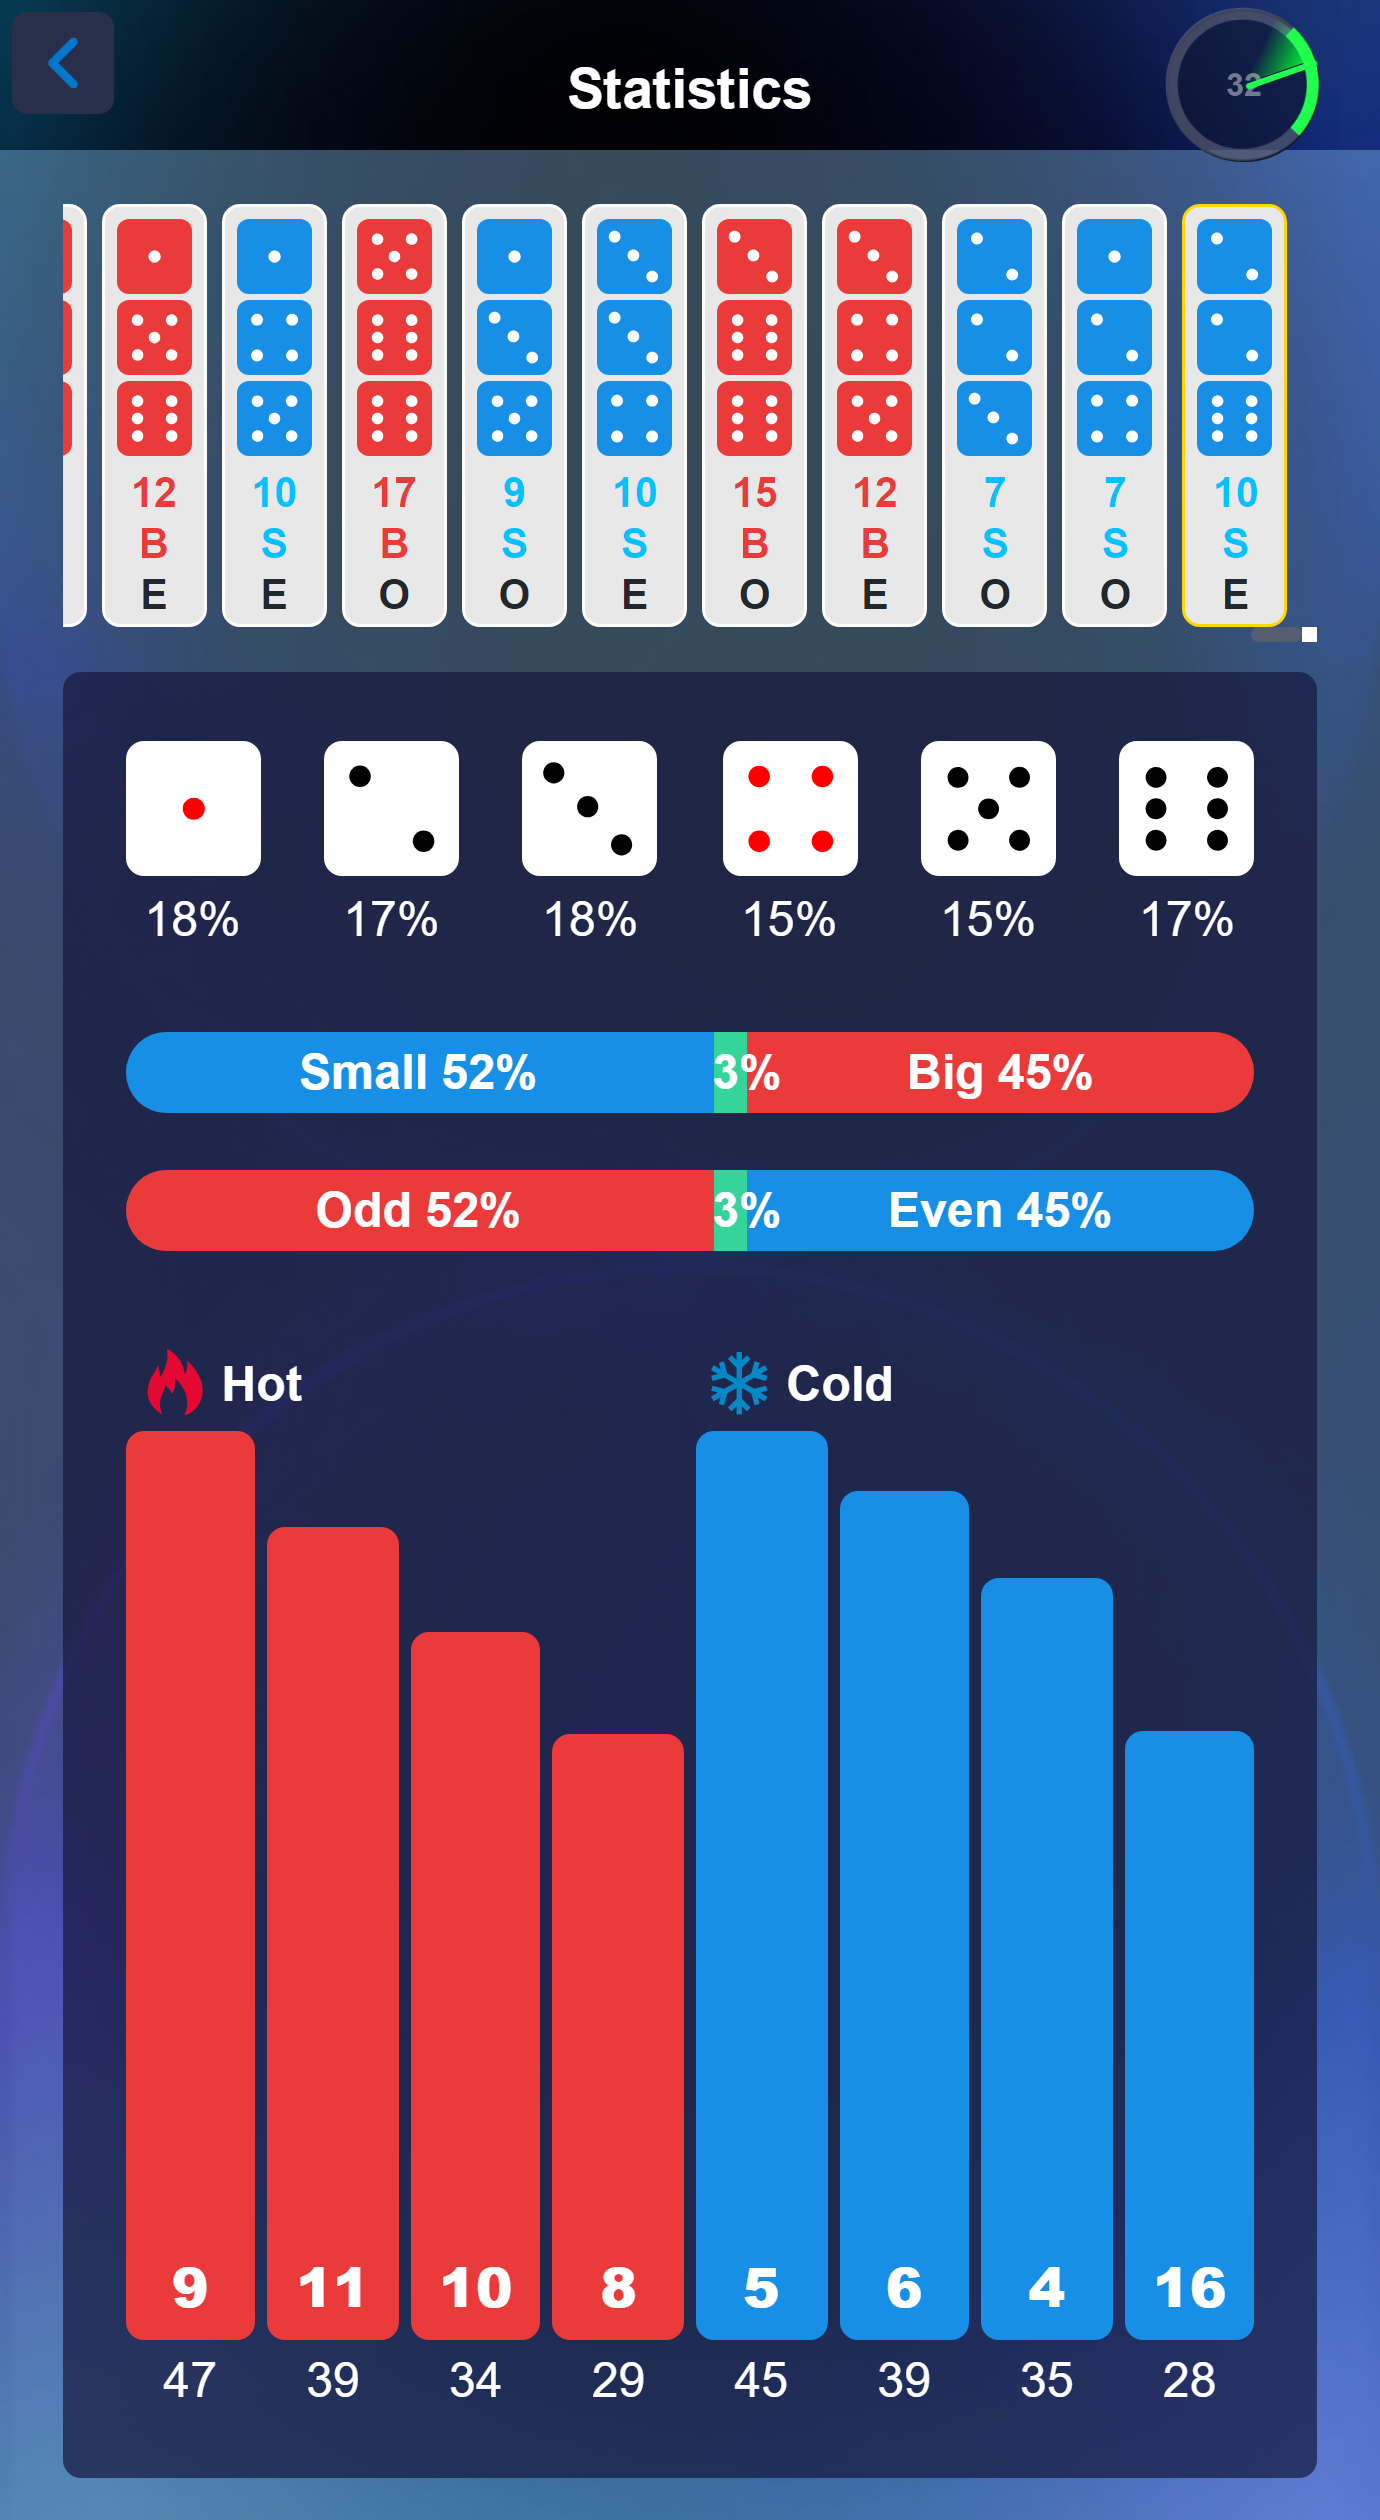 Statistics
32
12 10 17 9 10 15 12 7 7 10
B S B S S B B S S S
E E O O E O E O O E
18% 17% 18% 15% 15% 17%
Small 52% 3% Big 45%
Odd 52% 3% Even 45%
Hot Cold
9 11 10 8 5 6 4 16
47 39 34 29 45 39 35 28